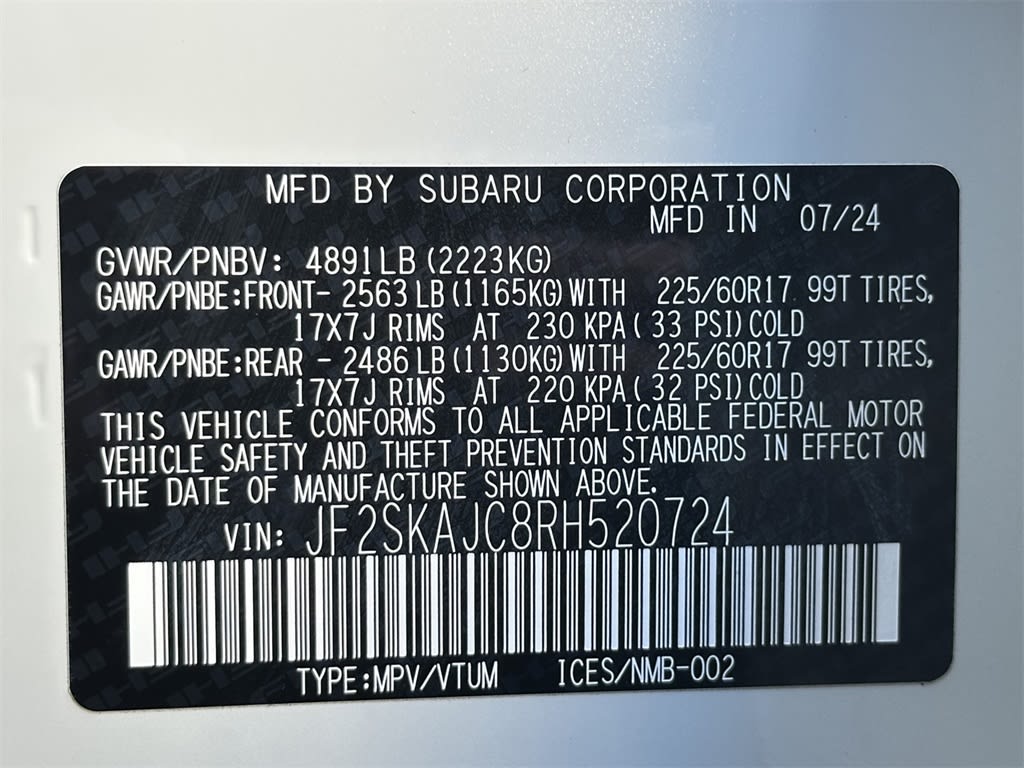 MFD BY SUBARU CORPORATION
MFD IN 07/24
GVWR/PNBV: 4891LB (2223KG)
GAWR/PNBE:FRONT- 2563 LB (1165KG) WITH 225/60R17 99T TIRES,
17X7J RIMS AT 230 KPA ( 33 PSI) COLD
GAWR/PNBE:REAR - 2486 LB (1130KG) WITH 225/60R17 99T TIRES,
17X7J RIMS AT 220 KPA ( 32 PSI) COLD
THIS VEHICLE CONFORMS TO ALL APPLICABLE FEDERAL MOTOR
VEHICLE SAFETY AND THEFT PREVENTION STANDARDS IN EFFECT ON
THE DATE OF MANUFACTURE SHOWN ABOVE.
VIN: JF2SKAJC8RH520724
TYPE:MPV/VTUM ICES/NMB-002